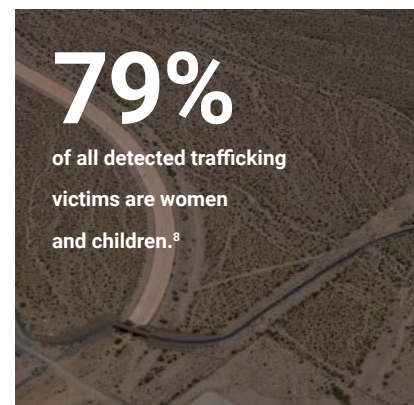 79%
of all detected trafficking
victims are women
and children.⁸